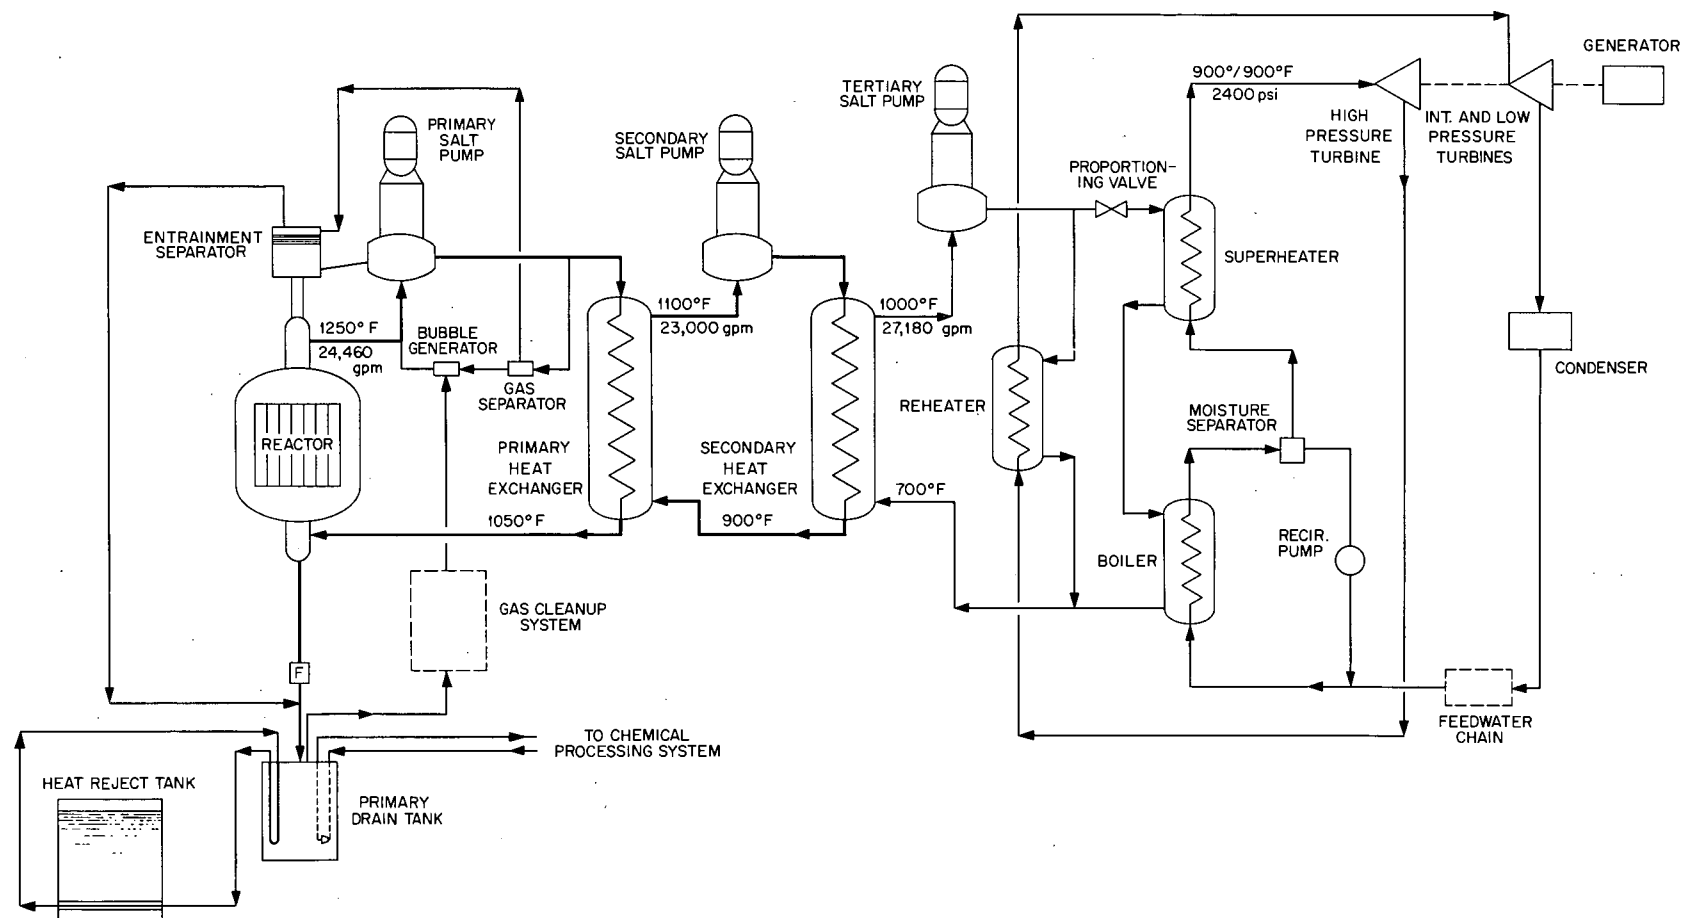 GENERATOR
900°/900°F
2400 psi
TERTIARY
SALT PUMP
HIGH
PRESSURE
TURBINE
INT. AND LOW
PRESSURE
TURBINES
PRIMARY
SALT
PUMP
SECONDARY
SALT PUMP
PROPORTION-
ING VALVE
ENTRAINMENT
SEPARATOR
SUPERHEATER
1250°F
24,460
gpm
BUBBLE
GENERATOR
1100°F
23,000 gpm
1000°F
27,180 gpm
GAS
SEPARATOR
CONDENSER
REHEATER
MOISTURE
SEPARATOR
REACTOR
PRIMARY
HEAT
EXCHANGER
SECONDARY
HEAT
EXCHANGER
700°F
1050°F
900°F
RECIR.
PUMP
BOILER
GAS CLEANUP
SYSTEM
F
FEEDWATER
CHAIN
TO CHEMICAL
PROCESSING SYSTEM
HEAT REJECT TANK
PRIMARY
DRAIN TANK